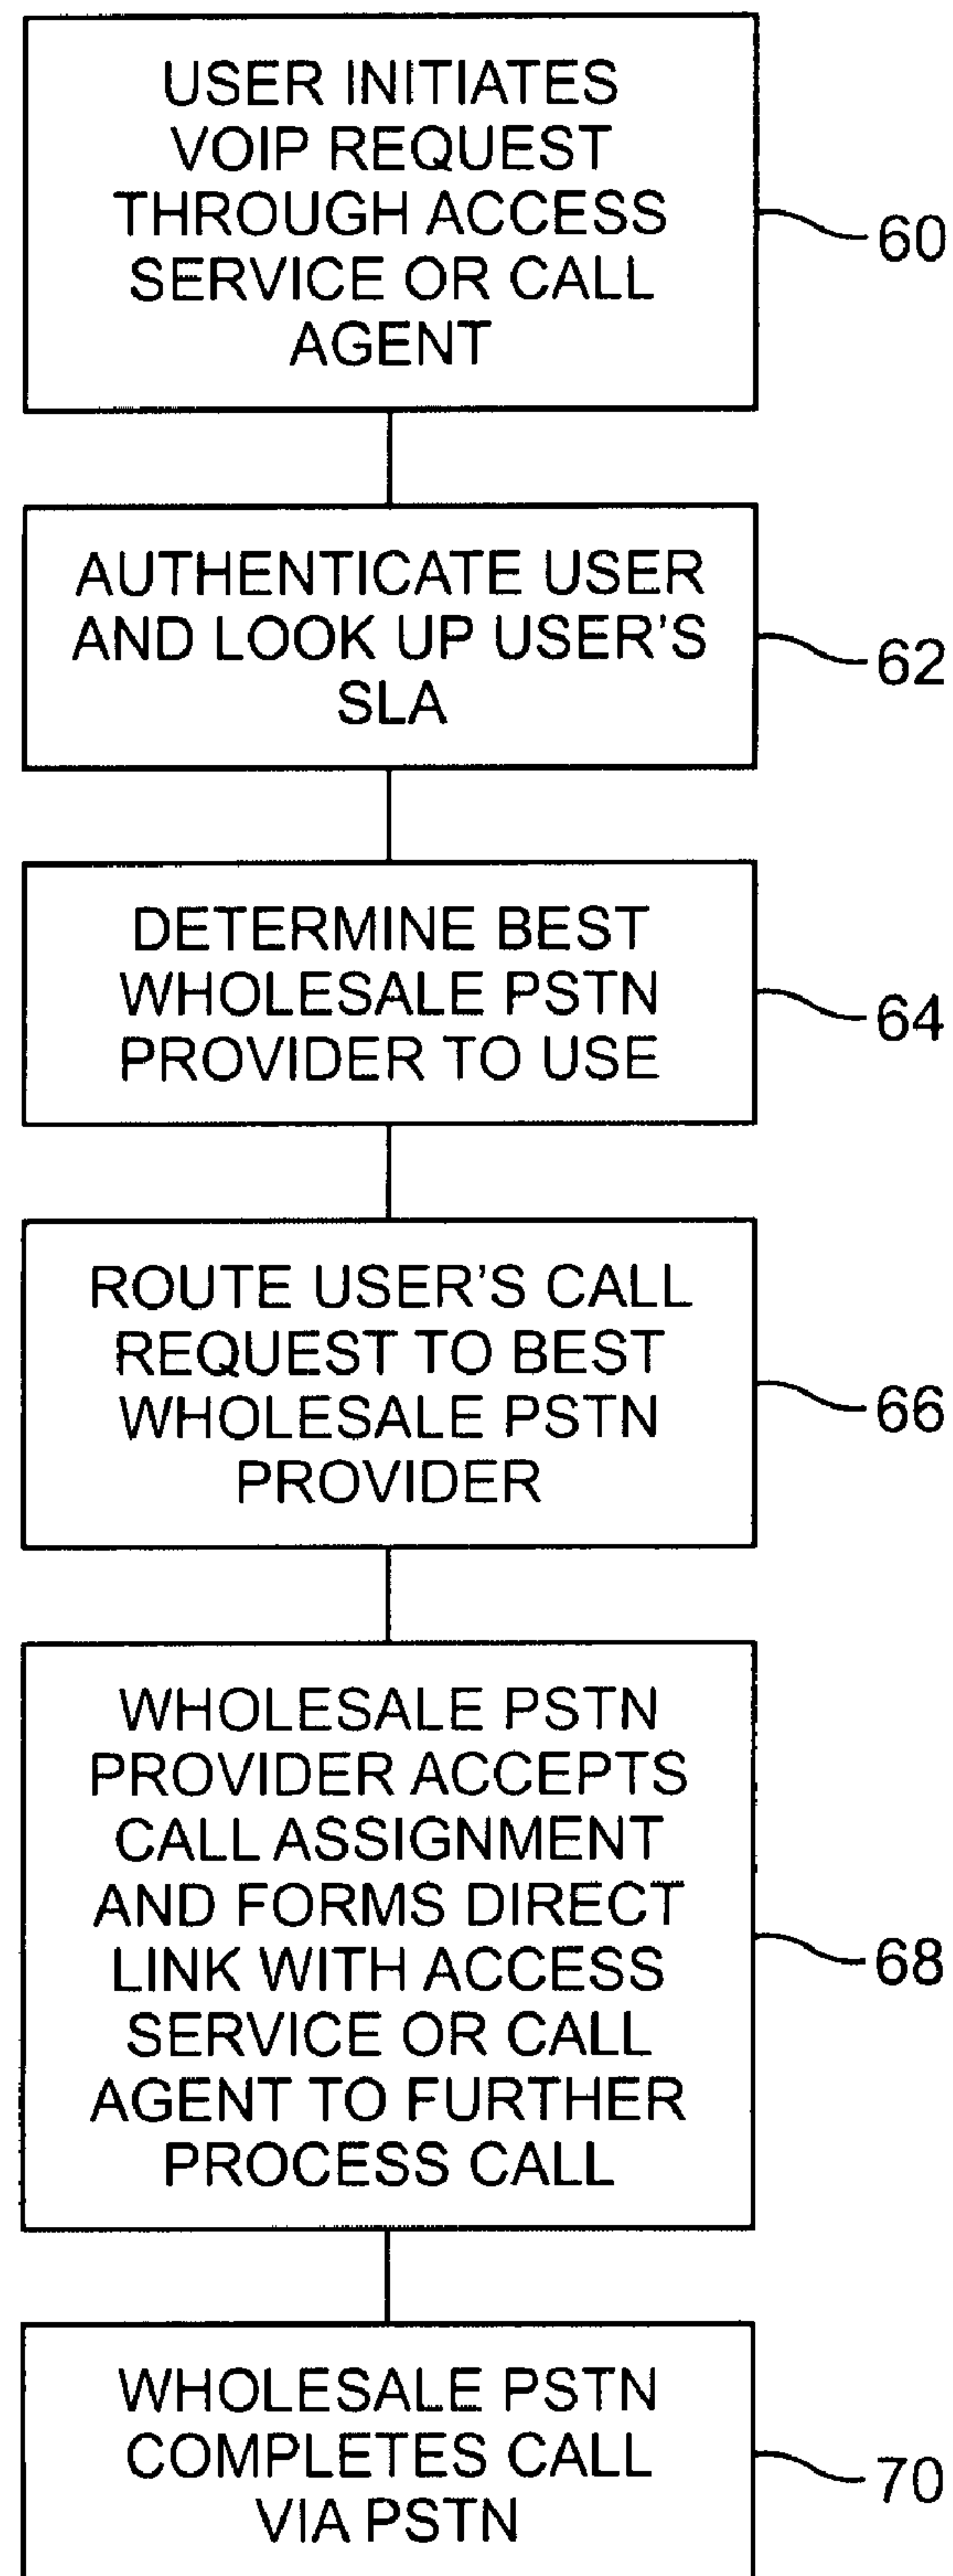 USER INITIATES
VOIP REQUEST
THROUGH ACCESS
SERVICE OR CALL
AGENT
60
AUTHENTICATE USER
AND LOOK UP USER'S
SLA
62
DETERMINE BEST
WHOLESALE PSTN
PROVIDER TO USE
64
ROUTE USER'S CALL
REQUEST TO BEST
WHOLESALE PSTN
PROVIDER
66
WHOLESALE PSTN
PROVIDER ACCEPTS
CALL ASSIGNMENT
AND FORMS DIRECT
LINK WITH ACCESS
SERVICE OR CALL
AGENT TO FURTHER
PROCESS CALL
68
WHOLESALE PSTN
COMPLETES CALL
VIA PSTN
70